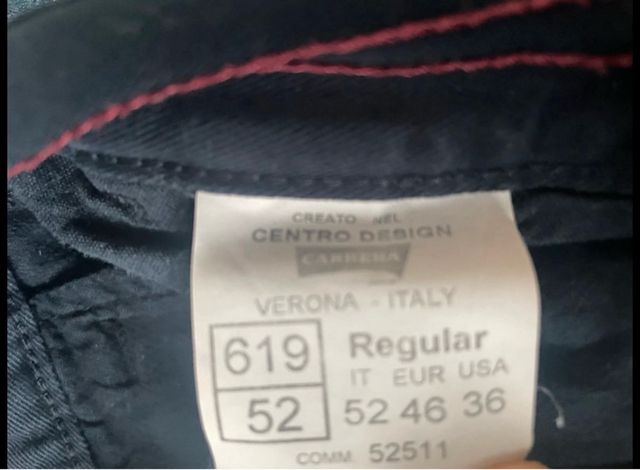 CREATO NEL
CENTRO DESIGN
CARRERA
VERONA - ITALY
619 Regular
IT EUR USA
52 52 46 36
COMM. 52511